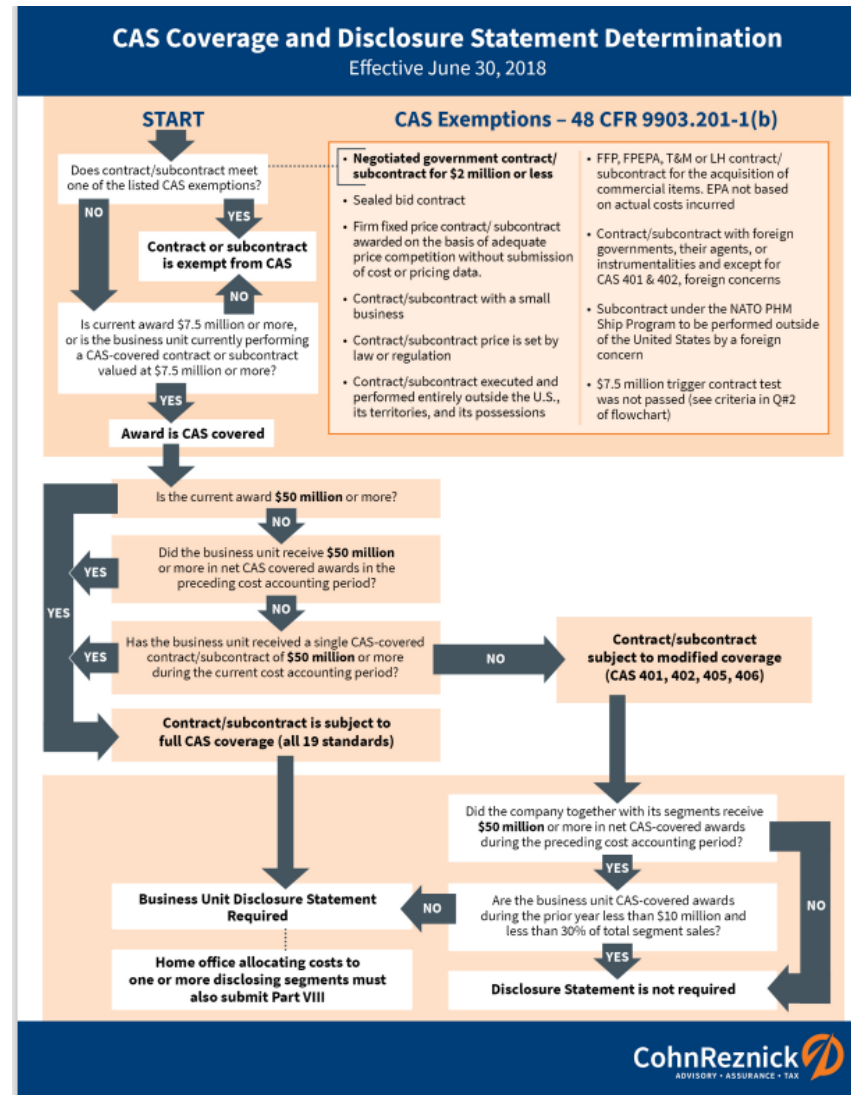 CAS Coverage and Disclosure Statement Determination
Effective June 30, 2018
START
Does contract/subcontract meet
one of the listed CAS exemptions?
NO
YES
Contract or subcontract
is exempt from CAS
NO
Is current award $7.5 million or more,
or is the business unit currently performing
a CAS-covered contract or subcontract
valued at $7.5 million or more?
YES
Award is CAS covered
CAS Exemptions – 48 CFR 9903.201-1(b)
• Negotiated government contract/
subcontract for $2 million or less
• Sealed bid contract
• Firm fixed price contract/ subcontract
awarded on the basis of adequate
price competition without submission
of cost or pricing data.
• Contract/subcontract with a small
business
• Contract/subcontract price is set by
law or regulation
• Contract/subcontract executed and
performed entirely outside the U.S.,
its territories, and its possessions
• FFP, FPEPA, T&M or LH contract/
subcontract for the acquisition of
commercial items. EPA not based
on actual costs incurred
• Contract/subcontract with foreign
governments, their agents, or
instrumentalities and except for
CAS 401 & 402, foreign concerns
• Subcontract under the NATO PHM
Ship Program to be performed outside
of the United States by a foreign
concern
• $7.5 million trigger contract test
was not passed (see criteria in Q#2
of flowchart)
Is the current award $50 million or more?
NO
Did the business unit receive $50 million
or more in net CAS covered awards in the
preceding cost accounting period?
YES
NO
YES
Has the business unit received a single CAS-covered
contract/subcontract of $50 million or more
during the current cost accounting period?
YES
NO
Contract/subcontract
subject to modified coverage
(CAS 401, 402, 405, 406)
Contract/subcontract is subject to
full CAS coverage (all 19 standards)
Did the company together with its segments receive
$50 million or more in net CAS-covered awards
during the preceding cost accounting period?
YES
NO
Are the business unit CAS-covered awards
during the prior year less than $10 million and
less than 30% of total segment sales?
NO
YES
Business Unit Disclosure Statement
Required
Home office allocating costs to
one or more disclosing segments must
also submit Part VIII
Disclosure Statement is not required
CohnReznick
ADVISORY • ASSURANCE • TAX